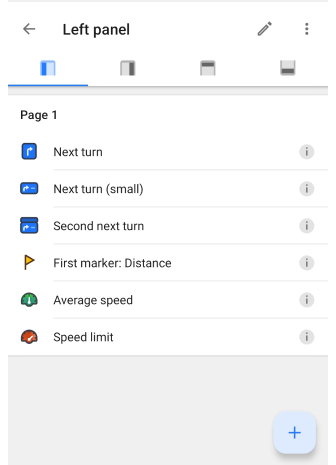 Left panel
Page 1
Next turn
Next turn (small)
Second next turn
First marker: Distance
Average speed
Speed limit